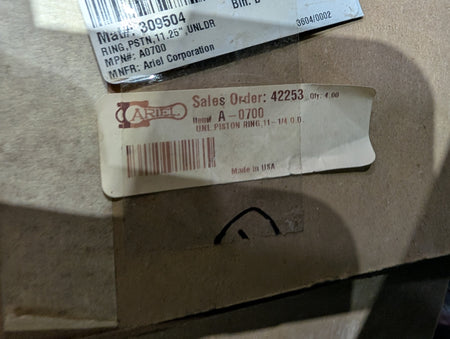 Mat#: 309504
RING,PSTN,11.25",UNLDR
MPN#: A0700
MNFR: Ariel Corporation
3604/0002
ARIEL
Sales Order: 42253 Qty: 4.00
Item# A-0700
UNL PISTON RING,11-1/4 O.D.
Made in USA